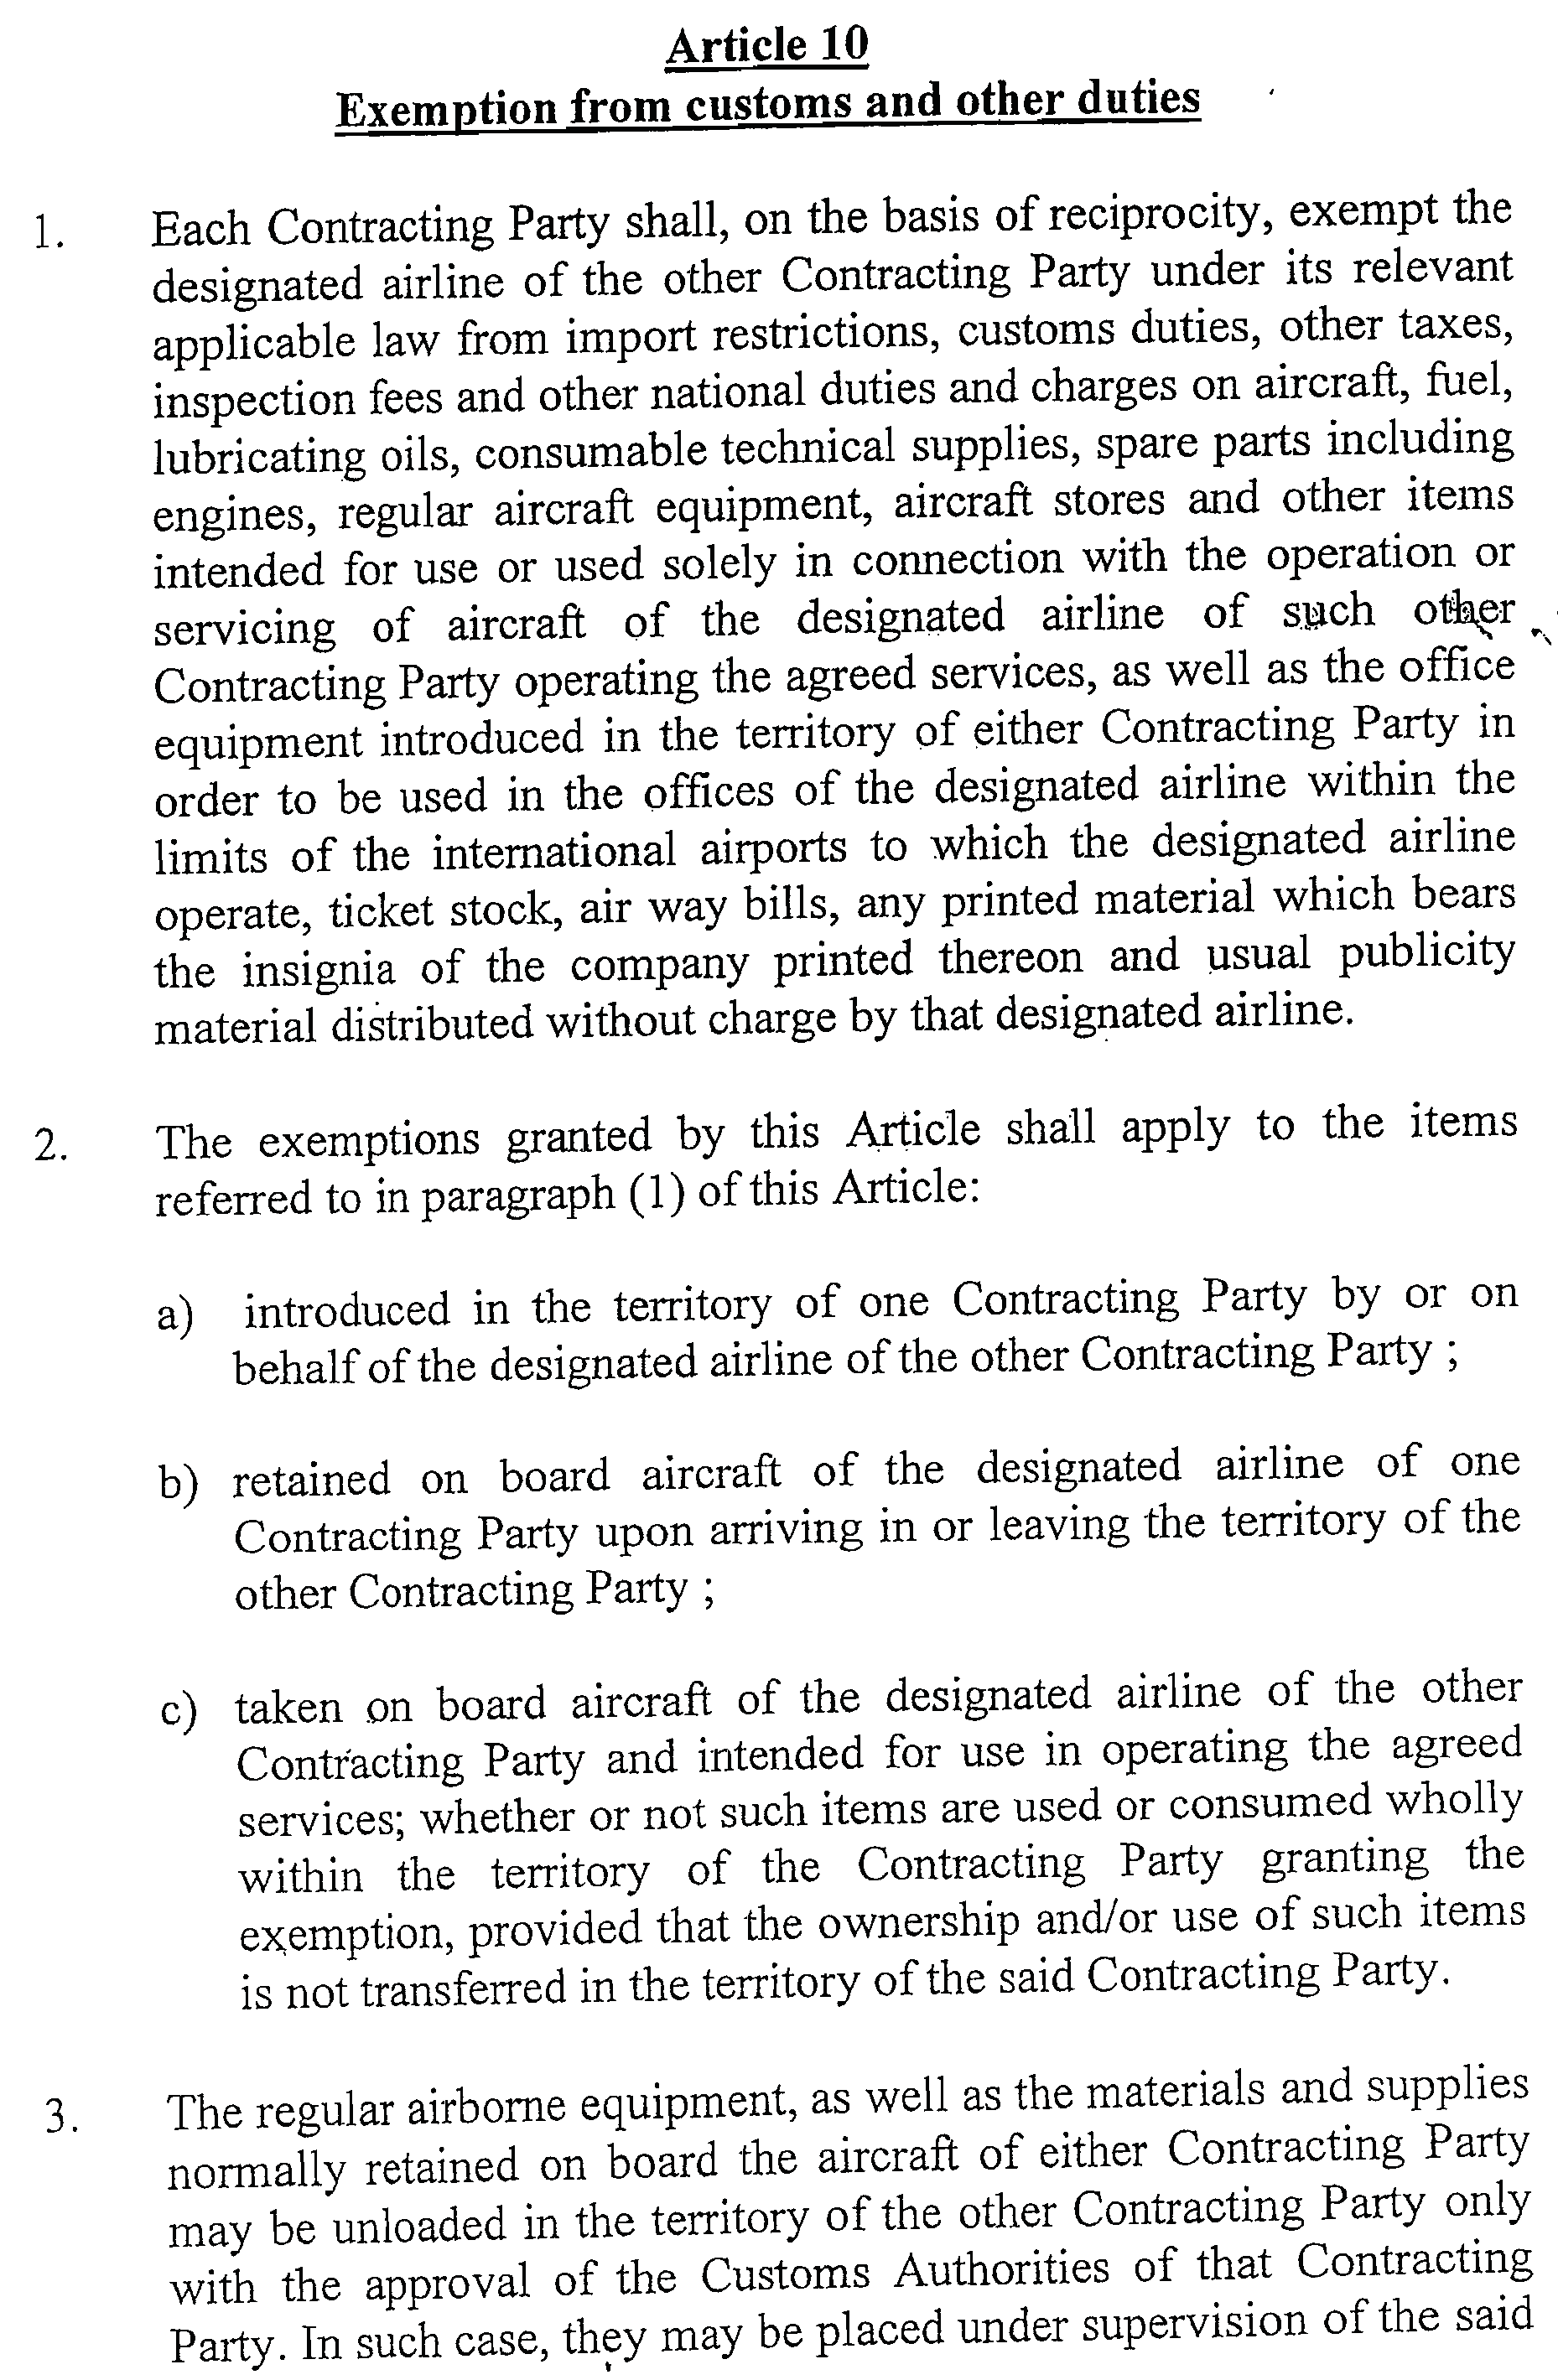 Article 10
Exemption from customs and other duties
1. Each Contracting Party shall, on the basis of reciprocity, exempt the
designated airline of the other Contracting Party under its relevant
applicable law from import restrictions, customs duties, other taxes,
inspection fees and other national duties and charges on aircraft, fuel,
lubricating oils, consumable technical supplies, spare parts including
engines, regular aircraft equipment, aircraft stores and other items
intended for use or used solely in connection with the operation or
servicing of aircraft of the designated airline of such other
Contracting Party operating the agreed services, as well as the office
equipment introduced in the territory of either Contracting Party in
order to be used in the offices of the designated airline within the
limits of the international airports to which the designated airline
operate, ticket stock, air way bills, any printed material which bears
the insignia of the company printed thereon and usual publicity
material distributed without charge by that designated airline.
2. The exemptions granted by this Article shall apply to the items
referred to in paragraph (1) of this Article:
a) introduced in the territory of one Contracting Party by or on
behalf of the designated airline of the other Contracting Party ;
b) retained on board aircraft of the designated airline of one
Contracting Party upon arriving in or leaving the territory of the
other Contracting Party ;
c) taken on board aircraft of the designated airline of the other
Contracting Party and intended for use in operating the agreed
services; whether or not such items are used or consumed wholly
within the territory of the Contracting Party granting the
exemption, provided that the ownership and/or use of such items
is not transferred in the territory of the said Contracting Party.
3. The regular airborne equipment, as well as the materials and supplies
normally retained on board the aircraft of either Contracting Party
may be unloaded in the territory of the other Contracting Party only
with the approval of the Customs Authorities of that Contracting
Party. In such case, they may be placed under supervision of the said